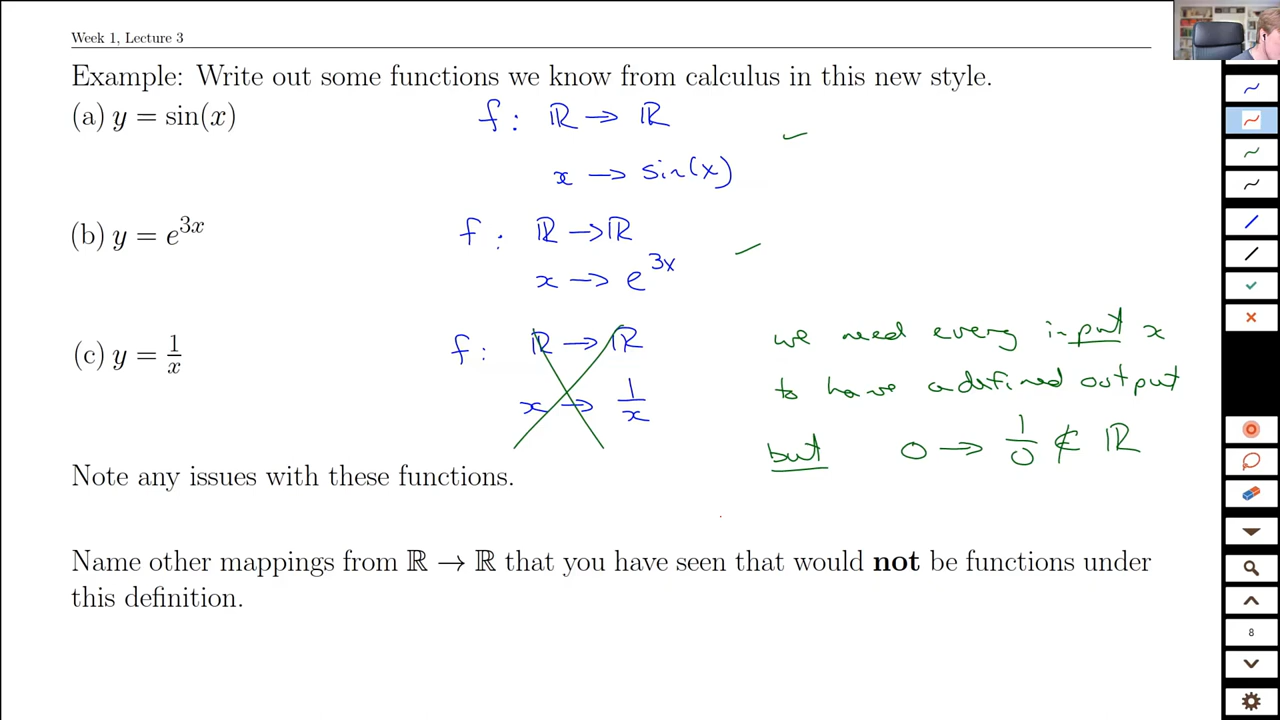 Week 1, Lecture 3
Example: Write out some functions we know from calculus in this new style.
(a) y = sin(x)
f : ℝ → ℝ
x → sin(x)
(b) y = e^{3x}
f : ℝ → ℝ
x → e^{3x}
(c) y = 1/x
f : ℝ → ℝ
x → 1/x
we need every input x
to have a defined output
but 0 → 1/0 ∉ ℝ
Note any issues with these functions.
Name other mappings from ℝ → ℝ that you have seen that would not be functions under
this definition.
8